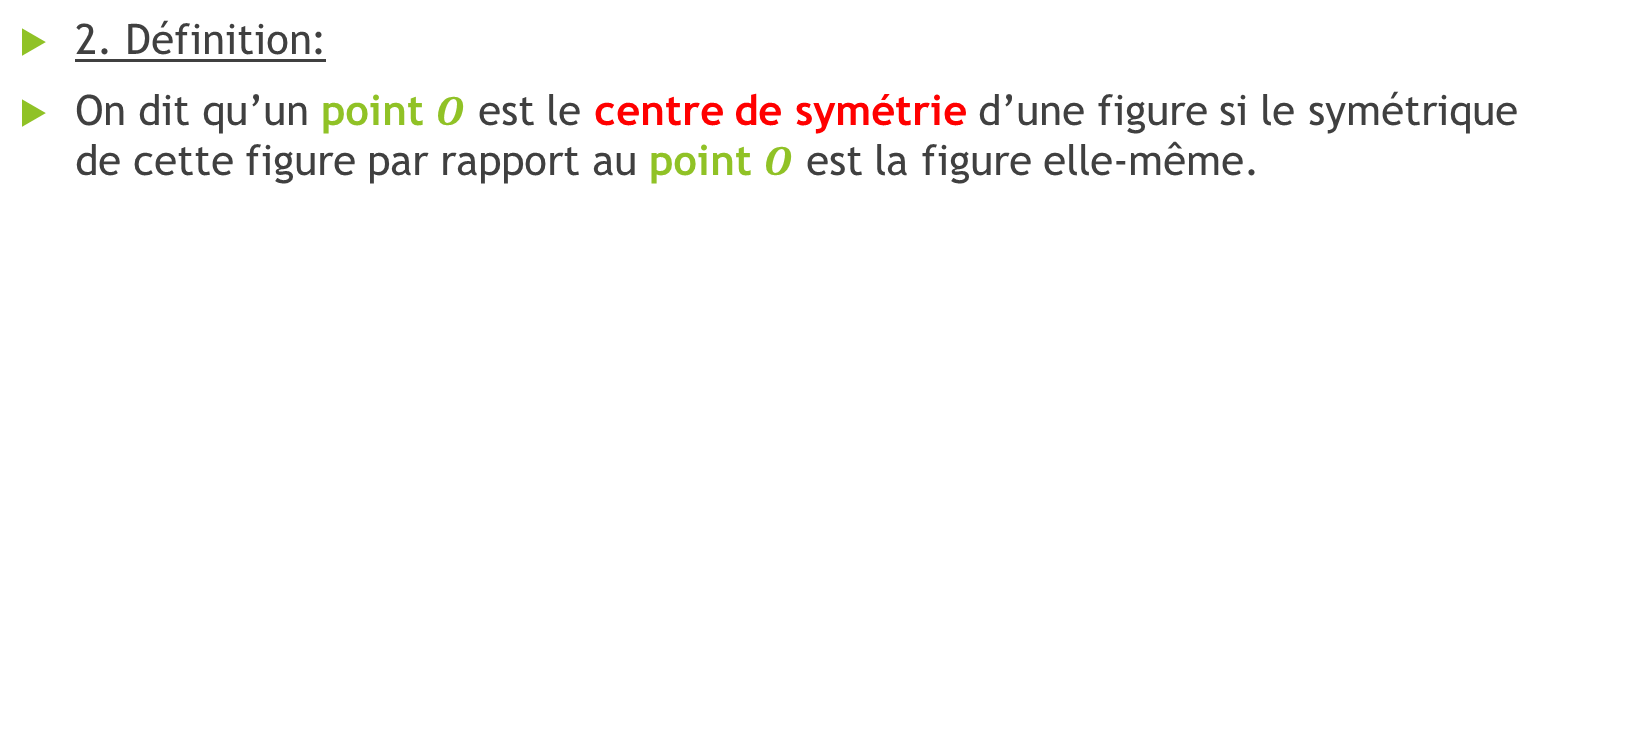 2. Définition:
On dit qu’un point O est le centre de symétrie d’une figure si le symétrique
de cette figure par rapport au point O est la figure elle-même.